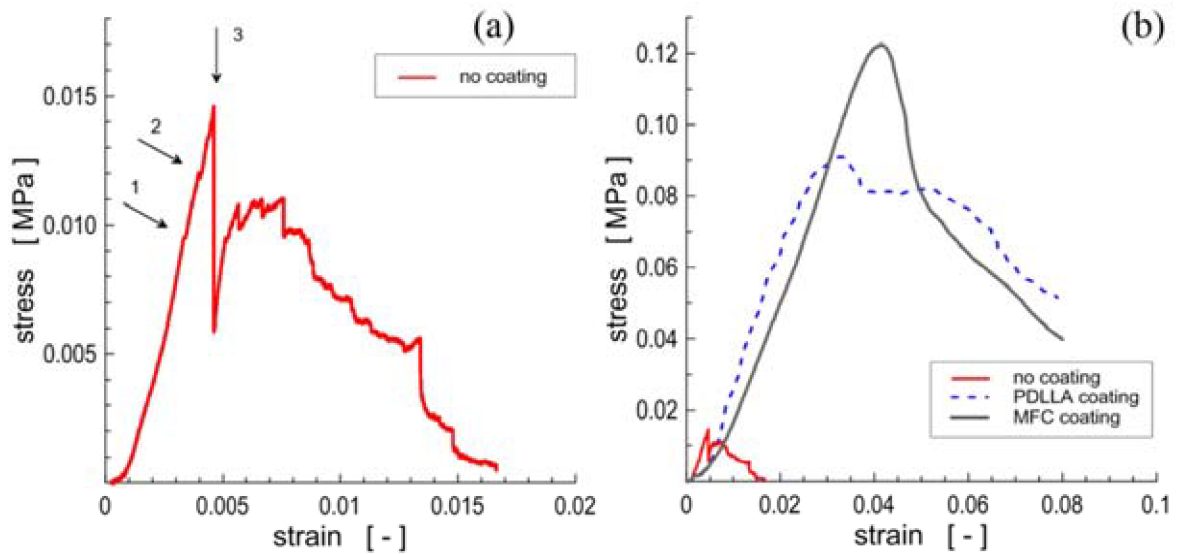 (a)
3
no coating
2
1
0.015
0.010
0.005
stress [ MPa ]
0
0.005
0.010
0.015
0.02
strain [ - ]
(b)
0.12
0.10
0.08
0.06
0.04
0.02
stress [ MPa ]
no coating
PDLLA coating
MFC coating
0
0.02
0.04
0.06
0.08
0.1
strain [ - ]